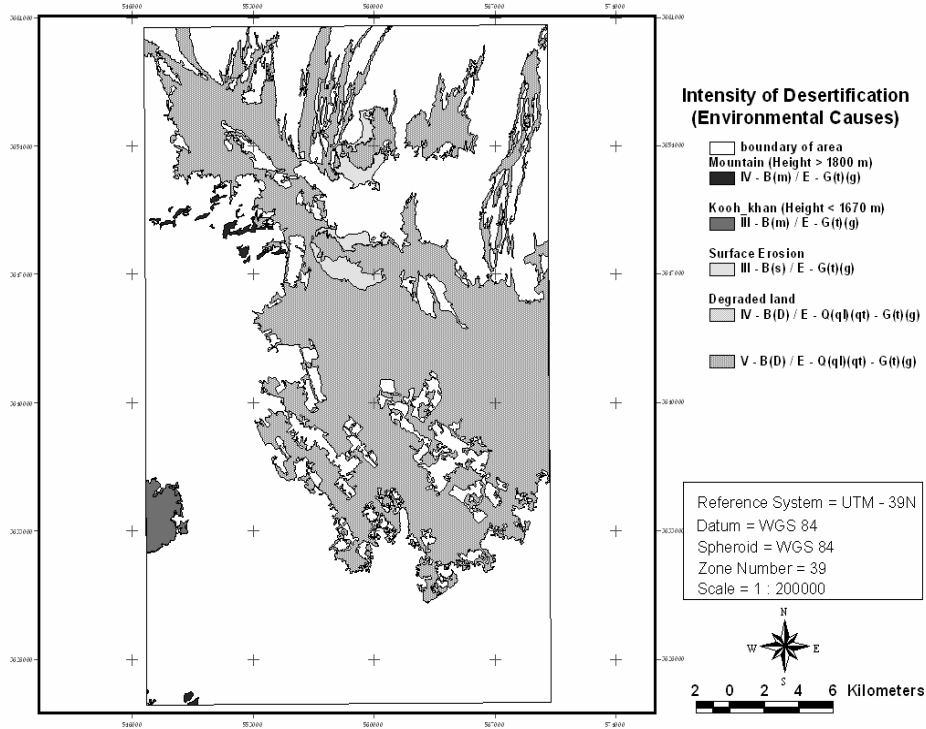 Intensity of Desertification
(Environmental Causes)
boundary of area
Mountain (Height > 1800 m)
IV - B(m) / E - G(t)(g)
Kooh_khan (Height < 1670 m)
III - B(m) / E - G(t)(g)
Surface Erosion
III - B(s) / E - G(t)(g)
Degraded land
IV - B(D) / E - Q(ql)(qt) - G(t)(g)
V - B(D) / E - Q(ql)(qt) - G(t)(g)
Reference System = UTM - 39N
Datum = WGS 84
Spheroid = WGS 84
Zone Number = 39
Scale = 1 : 200000
N
W E
S
2 0 2 4 6 Kilometers